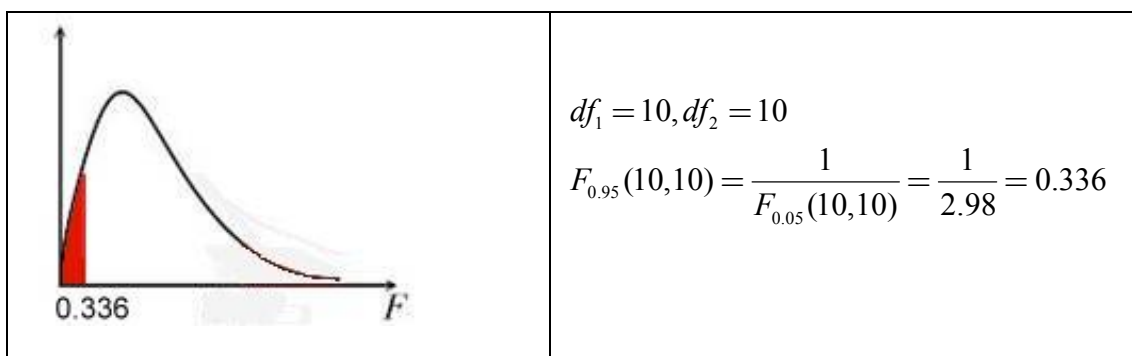 0.336
F
df₁ = 10, df₂ = 10
F₀.₉₅(10,10) = 1/F₀.₀₅(10,10) = 1/2.98 = 0.336